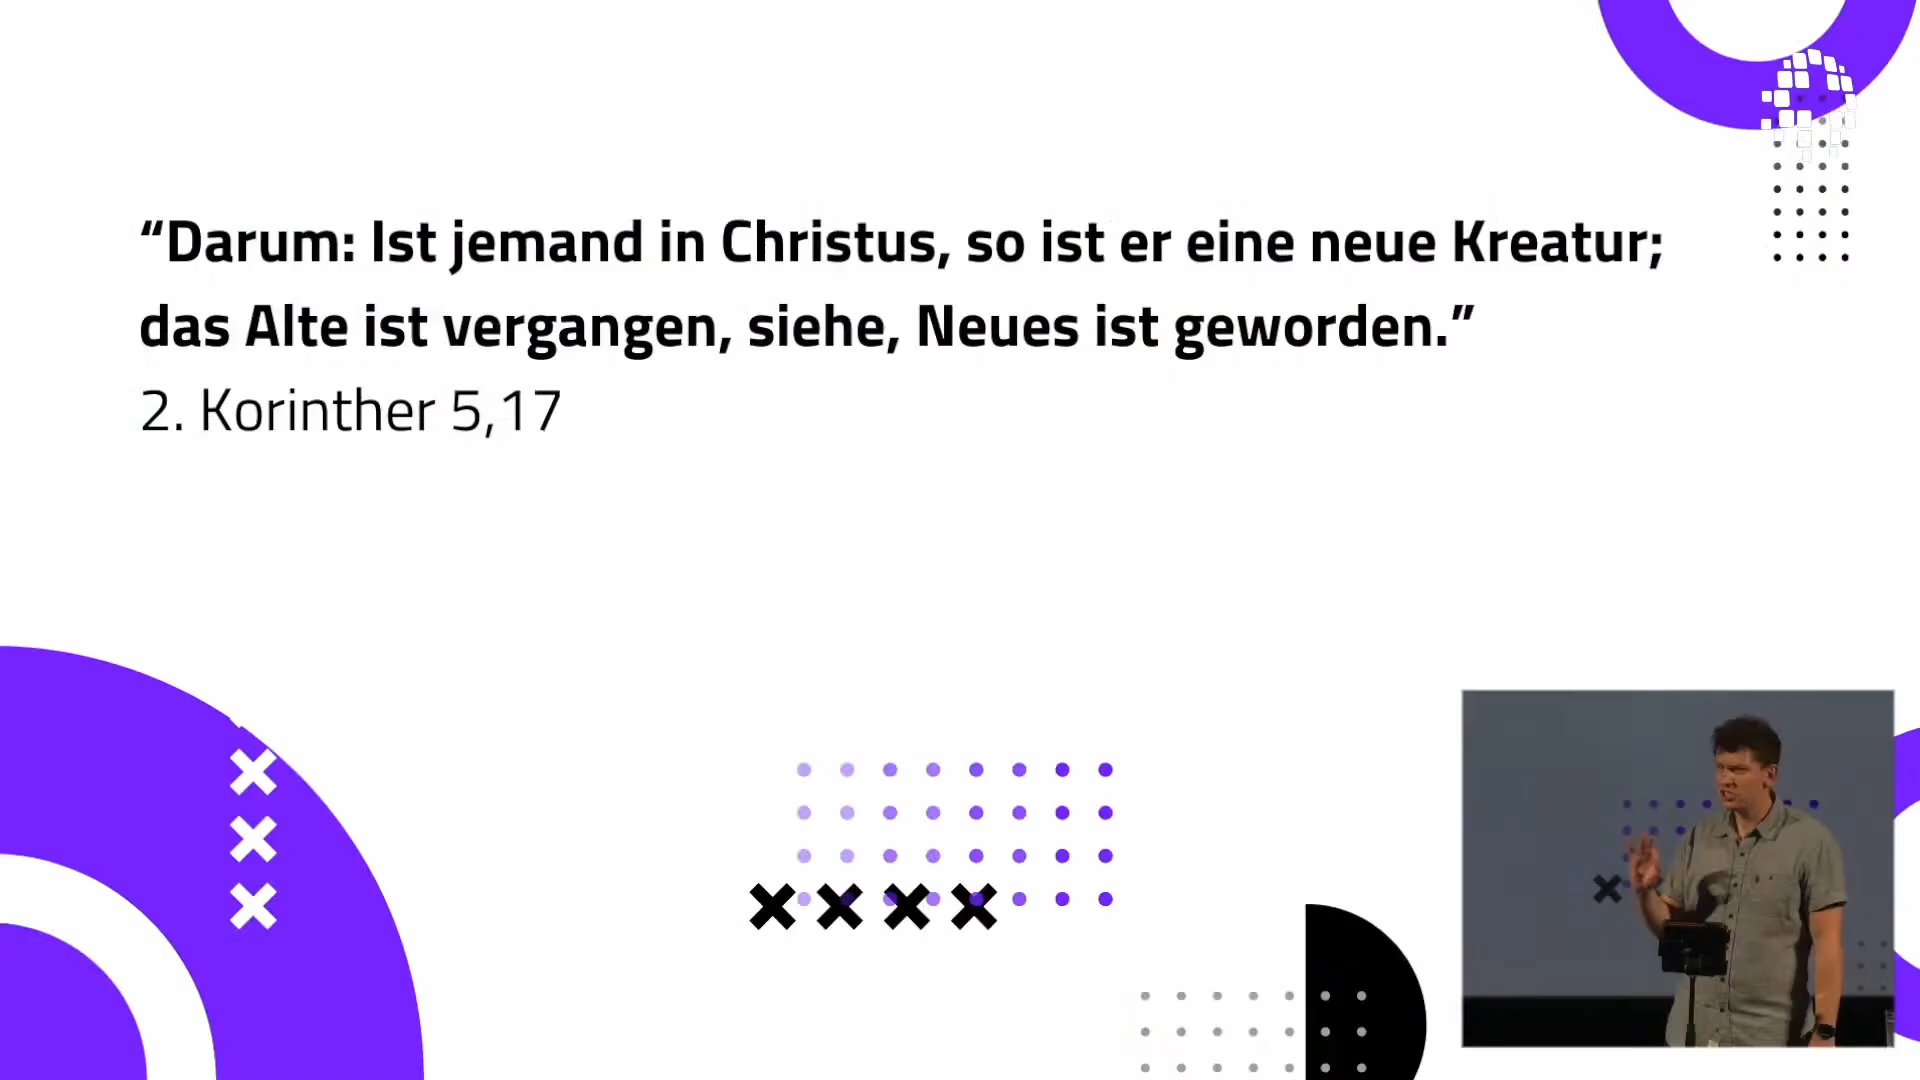 “Darum: Ist jemand in Christus, so ist er eine neue Kreatur;
das Alte ist vergangen, siehe, Neues ist geworden.”
2. Korinther 5,17